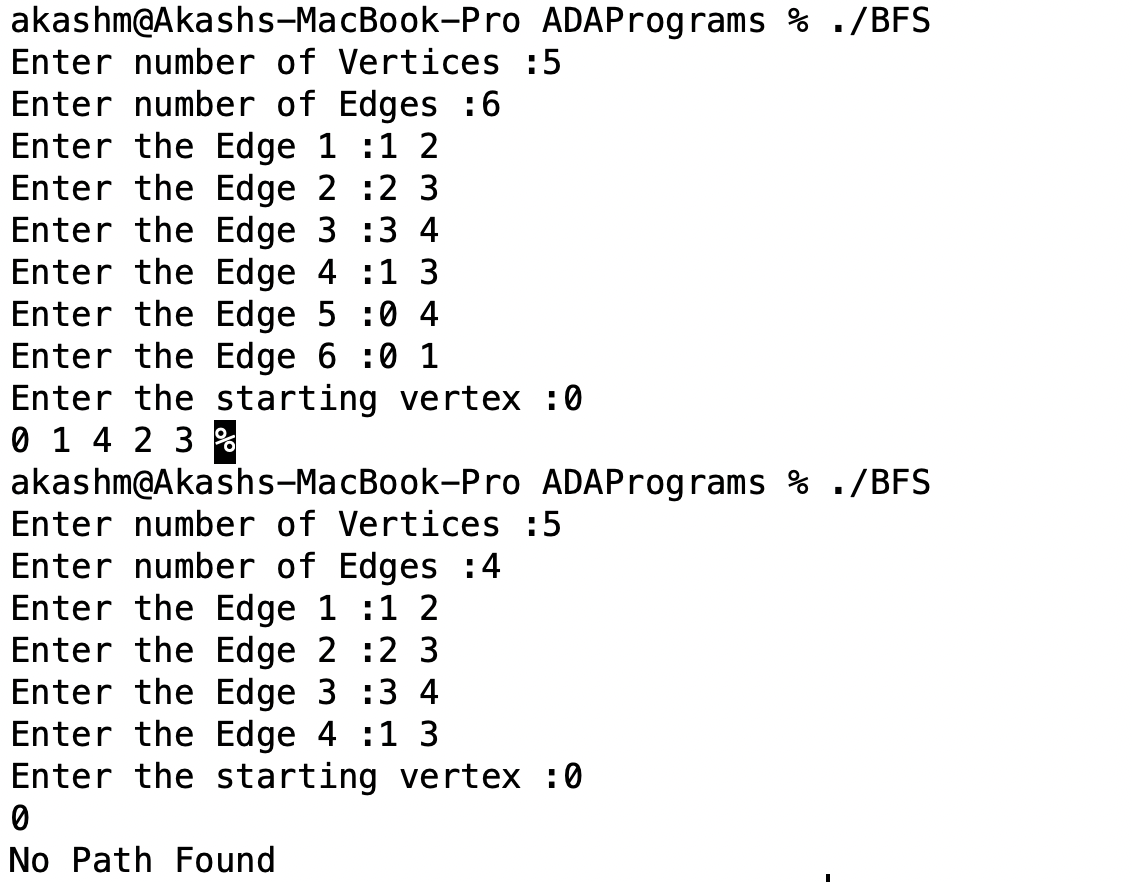 akashm@Akashs-MacBook-Pro ADAPrograms % ./BFS
Enter number of Vertices :5
Enter number of Edges :6
Enter the Edge 1 :1 2
Enter the Edge 2 :2 3
Enter the Edge 3 :3 4
Enter the Edge 4 :1 3
Enter the Edge 5 :0 4
Enter the Edge 6 :0 1
Enter the starting vertex :0
0 1 4 2 3 %
akashm@Akashs-MacBook-Pro ADAPrograms % ./BFS
Enter number of Vertices :5
Enter number of Edges :4
Enter the Edge 1 :1 2
Enter the Edge 2 :2 3
Enter the Edge 3 :3 4
Enter the Edge 4 :1 3
Enter the starting vertex :0
0
No Path Found